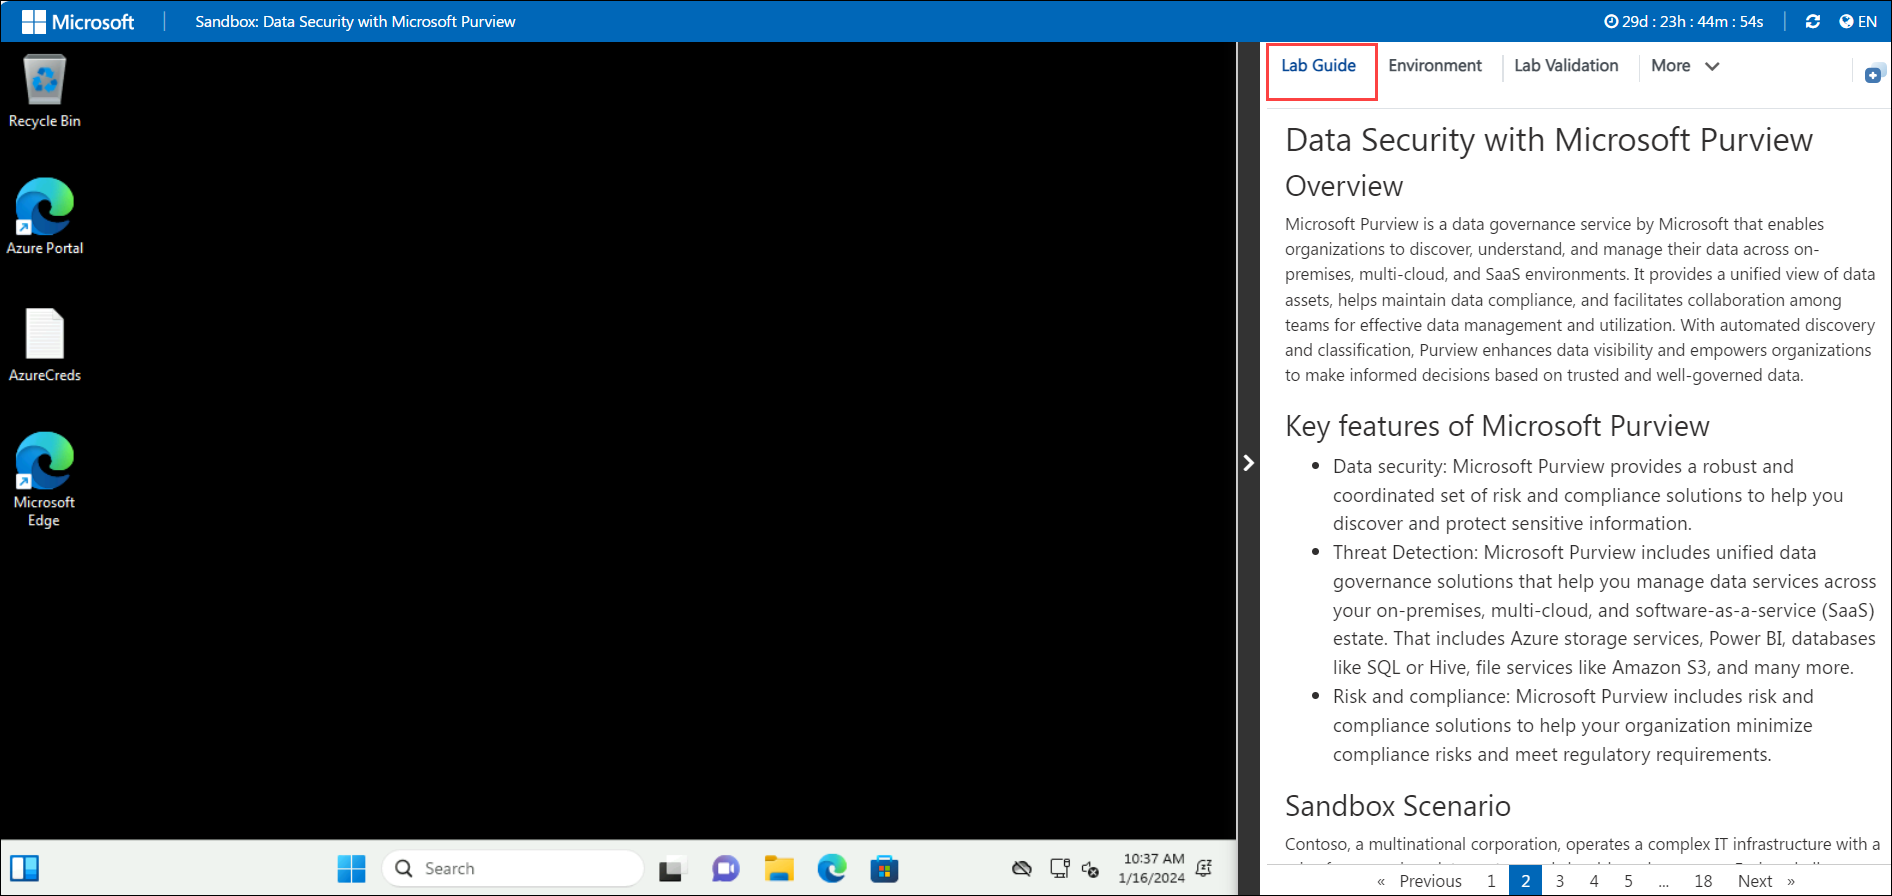 Microsoft
Sandbox: Data Security with Microsoft Purview
29d : 23h : 44m : 54s
EN
Recycle Bin
Azure Portal
AzureCreds
Microsoft
Edge
Search
10:37 AM
1/16/2024
Lab Guide
Environment
Lab Validation
More
Data Security with Microsoft Purview
Overview
Microsoft Purview is a data governance service by Microsoft that enables
organizations to discover, understand, and manage their data across on-
premises, multi-cloud, and SaaS environments. It provides a unified view of data
assets, helps maintain data compliance, and facilitates collaboration among
teams for effective data management and utilization. With automated discovery
and classification, Purview enhances data visibility and empowers organizations
to make informed decisions based on trusted and well-governed data.
Key features of Microsoft Purview
• Data security: Microsoft Purview provides a robust and
coordinated set of risk and compliance solutions to help you
discover and protect sensitive information.
• Threat Detection: Microsoft Purview includes unified data
governance solutions that help you manage data services across
your on-premises, multi-cloud, and software-as-a-service (SaaS)
estate. That includes Azure storage services, Power BI, databases
like SQL or Hive, file services like Amazon S3, and many more.
• Risk and compliance: Microsoft Purview includes risk and
compliance solutions to help your organization minimize
compliance risks and meet regulatory requirements.
Sandbox Scenario
Contoso, a multinational corporation, operates a complex IT infrastructure with a
« Previous 1 2 3 4 5 ... 18 Next »